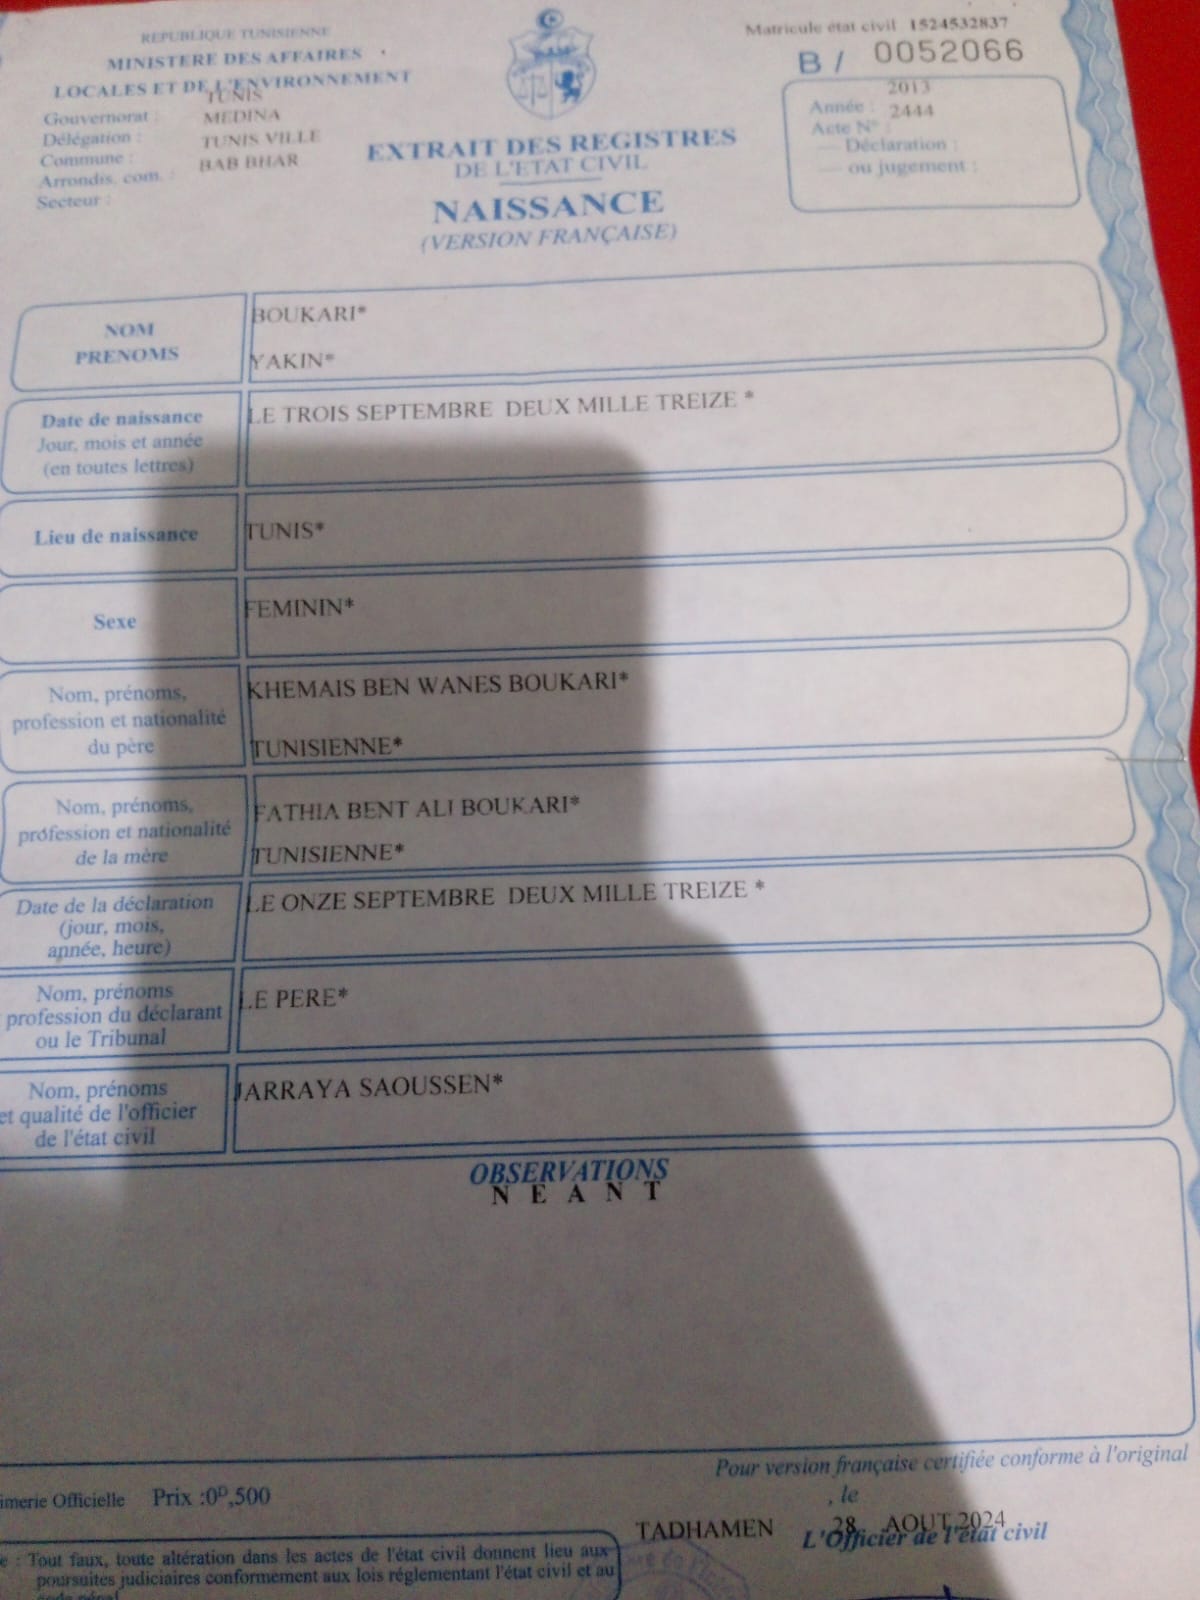 REPUBLIQUE TUNISIENNE
MINISTERE DES AFFAIRES
LOCALES ET DE L'ENVIRONNEMENT
Gouvernorat : TUNIS
Délégation : MEDINA
Commune : TUNIS VILLE
Arrondis. com. : BAB BHAR
Secteur :
EXTRAIT DES REGISTRES
DE L'ETAT CIVIL
NAISSANCE
(VERSION FRANÇAISE)
Matricule état civil 1524532837
B / 0052066
Année : 2013
Acte N° : 2444
— Déclaration :
— ou jugement :
NOM
PRENOMS
BOUKARI*
YAKIN*
Date de naissance
Jour, mois et année
(en toutes lettres)
LE TROIS SEPTEMBRE DEUX MILLE TREIZE *
Lieu de naissance
TUNIS*
Sexe
FEMININ*
Nom, prénoms,
profession et nationalité
du père
KHEMAIS BEN WANES BOUKARI*
TUNISIENNE*
Nom, prénoms,
profession et nationalité
de la mère
FATHIA BENT ALI BOUKARI*
TUNISIENNE*
Date de la déclaration
(jour, mois,
année, heure)
LE ONZE SEPTEMBRE DEUX MILLE TREIZE *
Nom, prénoms
profession du déclarant
ou le Tribunal
LE PERE*
Nom, prénoms
et qualité de l'officier
de l'état civil
JARRAYA SAOUSSEN*
OBSERVATIONS
N E A N T
Pour version française certifiée conforme à l'original
imerie Officielle Prix :0ᴰ,500
, le
TADHAMEN 28 AOUT 2024
L'Officier de l'état civil
e : Tout faux, toute altération dans les actes de l'état civil donnent lieu aux
poursuites judiciaires conformement aux lois réglementant l'état civil et au